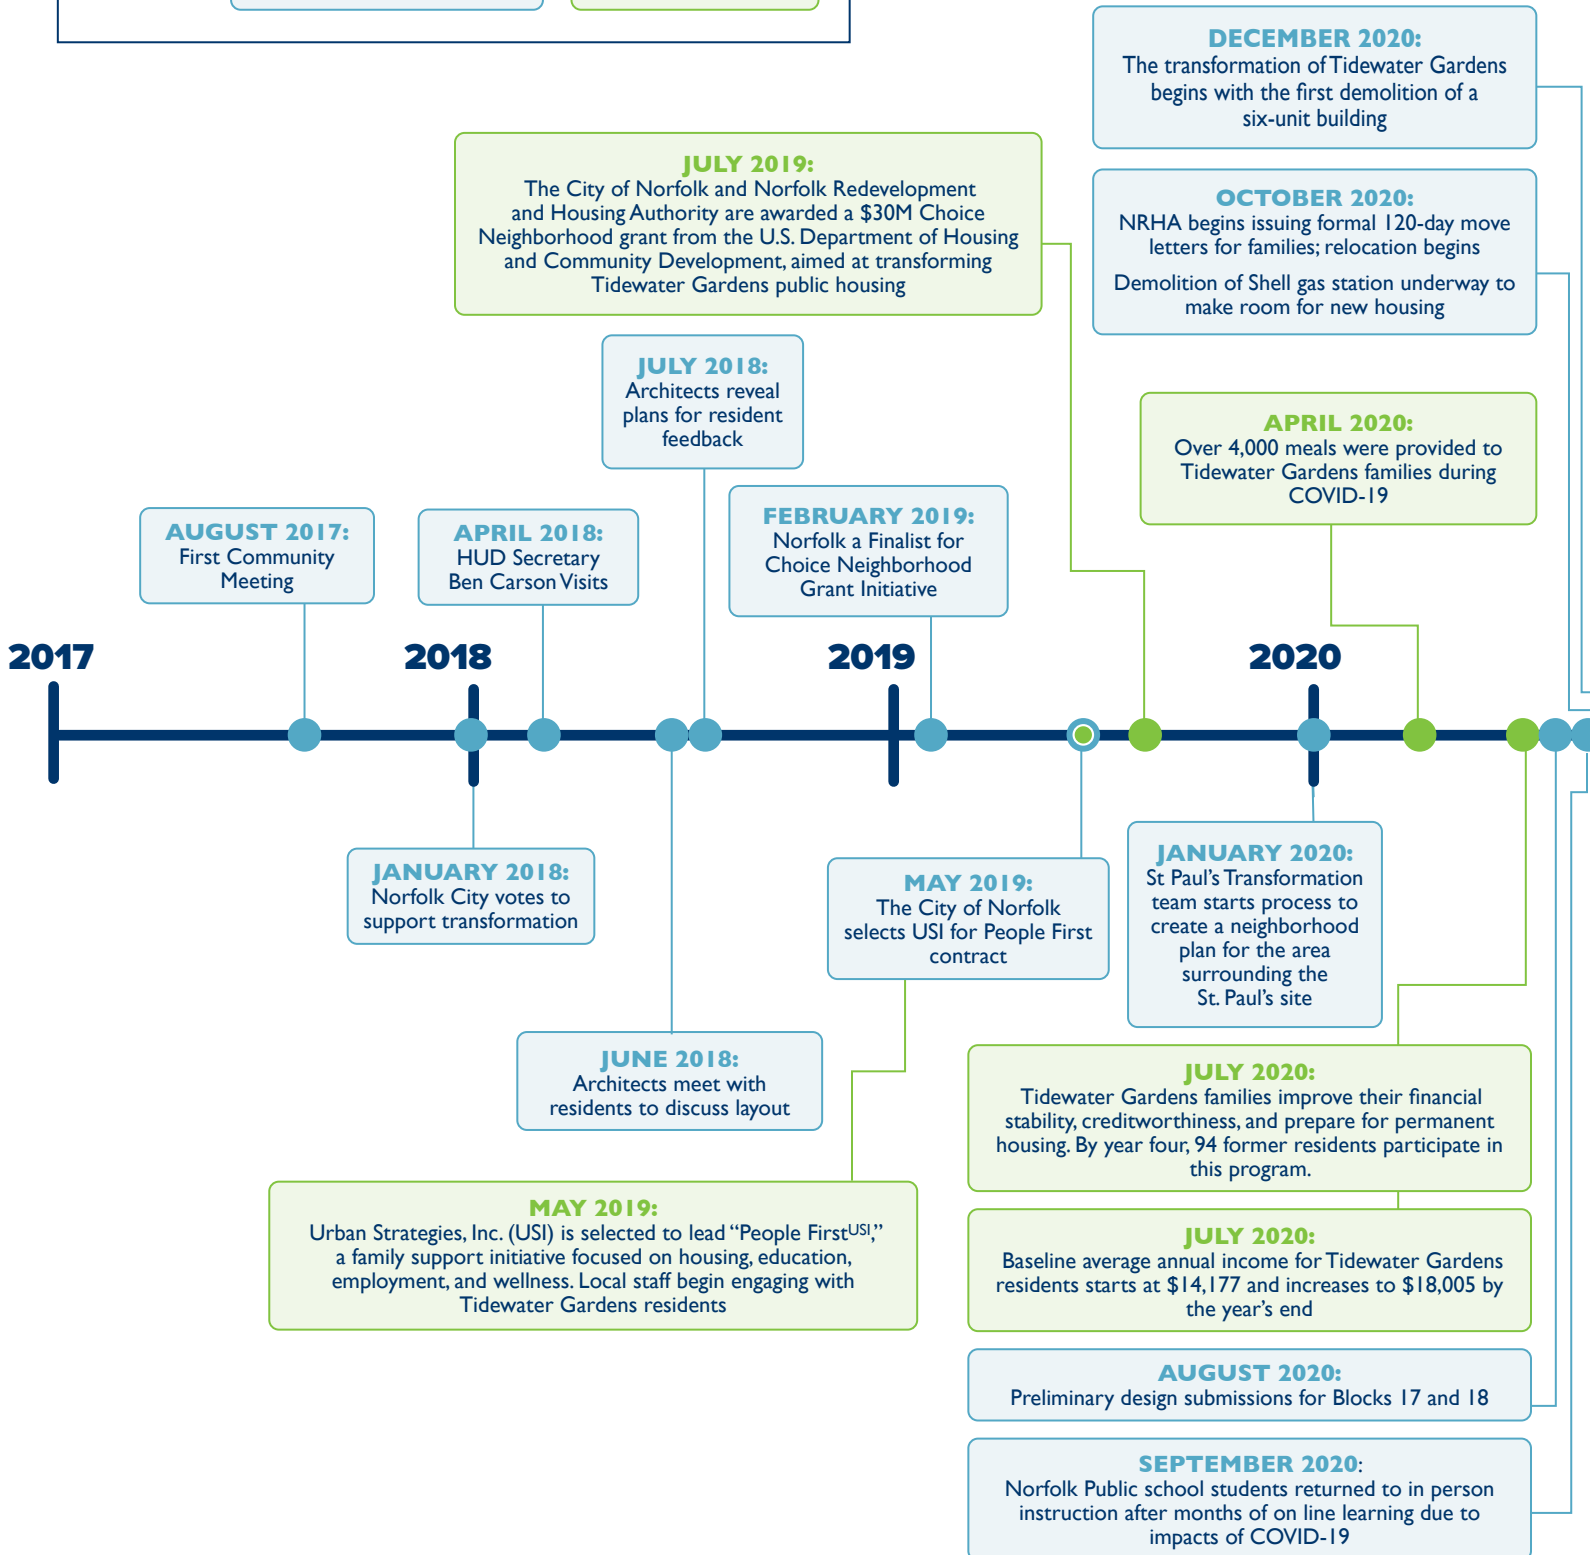 DECEMBER 2020:
The transformation of Tidewater Gardens
begins with the first demolition of a
six-unit building
JULY 2019:
The City of Norfolk and Norfolk Redevelopment
and Housing Authority are awarded a $30M Choice
Neighborhood grant from the U.S. Department of Housing
and Community Development, aimed at transforming
Tidewater Gardens public housing
OCTOBER 2020:
NRHA begins issuing formal 120-day move
letters for families; relocation begins
Demolition of Shell gas station underway to
make room for new housing
JULY 2018:
Architects reveal
plans for resident
feedback
APRIL 2020:
Over 4,000 meals were provided to
Tidewater Gardens families during
COVID-19
AUGUST 2017:
First Community
Meeting
APRIL 2018:
HUD Secretary
Ben Carson Visits
FEBRUARY 2019:
Norfolk a Finalist for
Choice Neighborhood
Grant Initiative
2017
2018
2019
2020
JANUARY 2018:
Norfolk City votes to
support transformation
MAY 2019:
The City of Norfolk
selects USI for People First
contract
JANUARY 2020:
St Paul's Transformation
team starts process to
create a neighborhood
plan for the area
surrounding the
St. Paul's site
JUNE 2018:
Architects meet with
residents to discuss layout
JULY 2020:
Tidewater Gardens families improve their financial
stability, creditworthiness, and prepare for permanent
housing. By year four, 94 former residents participate in
this program.
MAY 2019:
Urban Strategies, Inc. (USI) is selected to lead “People FirstUSI,”
a family support initiative focused on housing, education,
employment, and wellness. Local staff begin engaging with
Tidewater Gardens residents
JULY 2020:
Baseline average annual income for Tidewater Gardens
residents starts at $14,177 and increases to $18,005 by
the year's end
AUGUST 2020:
Preliminary design submissions for Blocks 17 and 18
SEPTEMBER 2020:
Norfolk Public school students returned to in person
instruction after months of on line learning due to
impacts of COVID-19